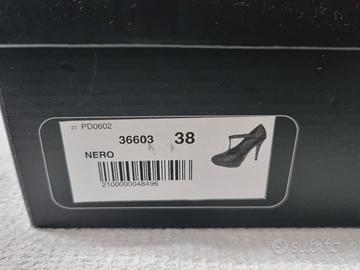 21 PD0602
36603 38
NERO
2100000048496
subito